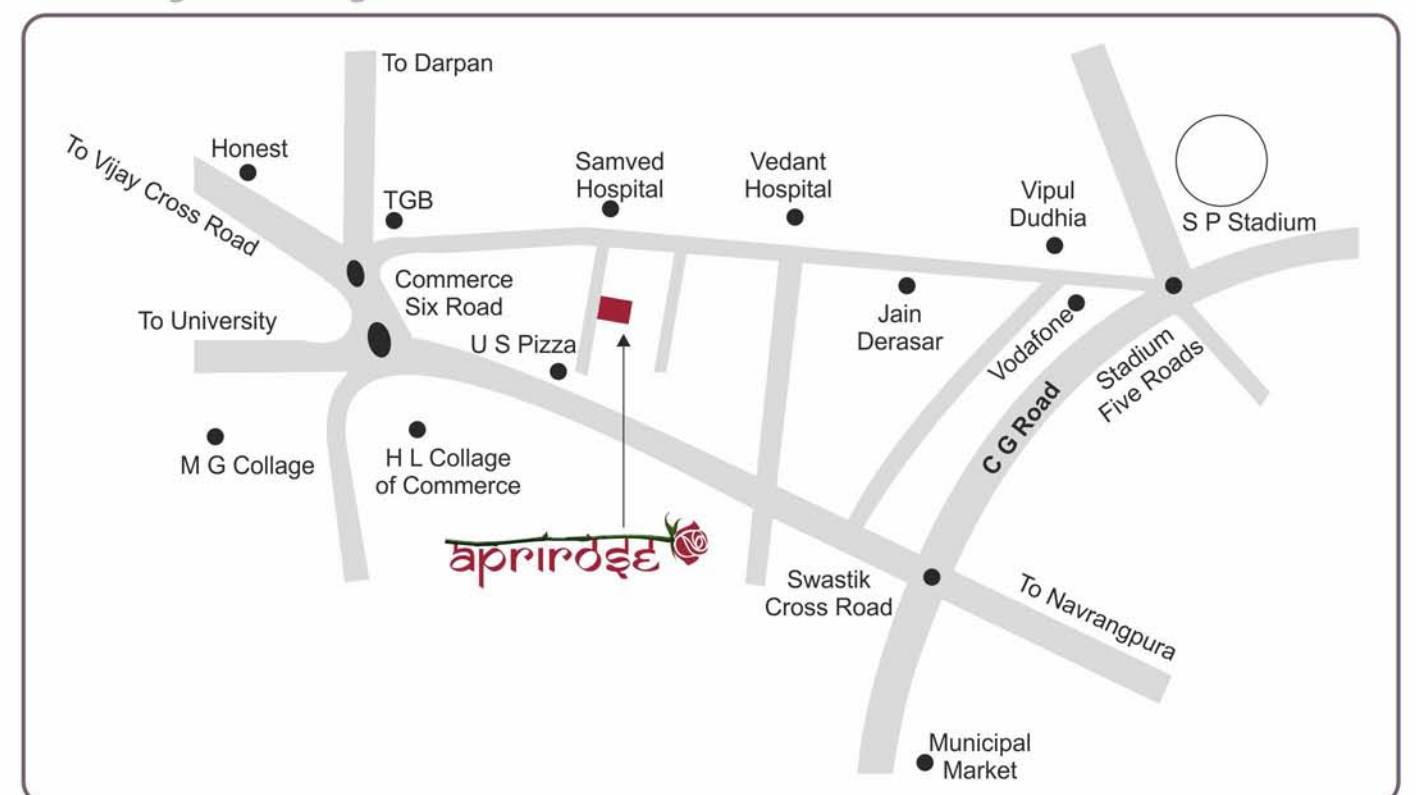 To Darpan
Honest
To Vijay Cross Road
TGB
Samved
Hospital
Vedant
Hospital
Vipul
Dudhia
S P Stadium
Commerce
Six Road
To University
U S Pizza
Jain
Derasar
Vodafone
Stadium
Five Roads
C G Road
M G Collage
H L Collage
of Commerce
aprirose
Swastik
Cross Road
To Navrangpura
Municipal
Market